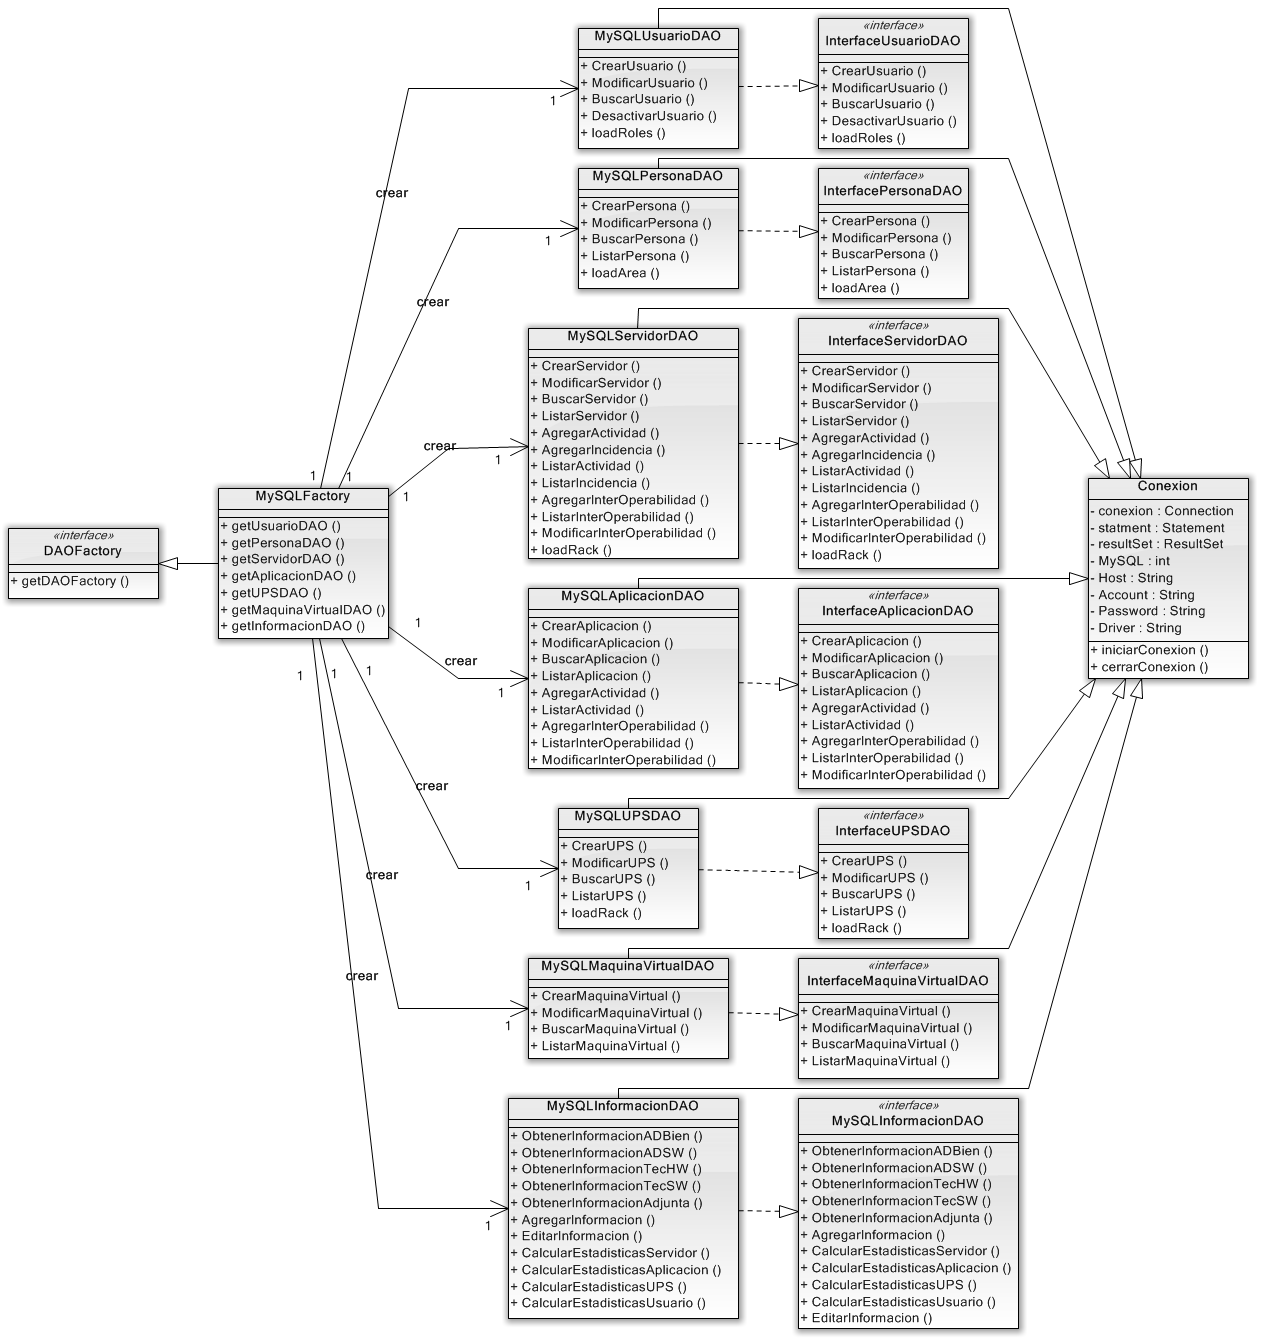 MySQLUsuarioDAO
+ CrearUsuario ()
+ ModificarUsuario ()
+ BuscarUsuario ()
+ DesactivarUsuario ()
+ loadRoles ()
«interface»
InterfaceUsuarioDAO
+ CrearUsuario ()
+ ModificarUsuario ()
+ BuscarUsuario ()
+ DesactivarUsuario ()
+ loadRoles ()
1
crear
MySQLPersonaDAO
+ CrearPersona ()
+ ModificarPersona ()
+ BuscarPersona ()
+ ListarPersona ()
+ loadArea ()
«interface»
InterfacePersonaDAO
+ CrearPersona ()
+ ModificarPersona ()
+ BuscarPersona ()
+ ListarPersona ()
+ loadArea ()
1
crear
MySQLServidorDAO
+ CrearServidor ()
+ ModificarServidor ()
+ BuscarServidor ()
+ ListarServidor ()
+ AgregarActividad ()
+ AgregarIncidencia ()
+ ListarActividad ()
+ ListarIncidencia ()
+ AgregarInterOperabilidad ()
+ ListarInterOperabilidad ()
+ ModificarInterOperabilidad ()
+ loadRack ()
«interface»
InterfaceServidorDAO
+ CrearServidor ()
+ ModificarServidor ()
+ BuscarServidor ()
+ ListarServidor ()
+ AgregarActividad ()
+ AgregarIncidencia ()
+ ListarActividad ()
+ ListarIncidencia ()
+ AgregarInterOperabilidad ()
+ ListarInterOperabilidad ()
+ ModificarInterOperabilidad ()
+ loadRack ()
crear
1
1
1
1
«interface»
DAOFactory
+ getDAOFactory ()
MySQLFactory
+ getUsuarioDAO ()
+ getPersonaDAO ()
+ getServidorDAO ()
+ getAplicacionDAO ()
+ getUPSDAO ()
+ getMaquinaVirtualDAO ()
+ getInformacionDAO ()
Conexion
- conexion : Connection
- statment : Statement
- resultSet : ResultSet
- MySQL : int
- Host : String
- Account : String
- Password : String
- Driver : String
+ iniciarConexion ()
+ cerrarConexion ()
1
crear
1
1
1
1
MySQLAplicacionDAO
+ CrearAplicacion ()
+ ModificarAplicacion ()
+ BuscarAplicacion ()
+ ListarAplicacion ()
+ AgregarActividad ()
+ ListarActividad ()
+ AgregarInterOperabilidad ()
+ ListarInterOperabilidad ()
+ ModificarInterOperabilidad ()
«interface»
InterfaceAplicacionDAO
+ CrearAplicacion ()
+ ModificarAplicacion ()
+ BuscarAplicacion ()
+ ListarAplicacion ()
+ AgregarActividad ()
+ ListarActividad ()
+ AgregarInterOperabilidad ()
+ ListarInterOperabilidad ()
+ ModificarInterOperabilidad ()
crear
1
MySQLUPSDAO
+ CrearUPS ()
+ ModificarUPS ()
+ BuscarUPS ()
+ ListarUPS ()
+ loadRack ()
«interface»
InterfaceUPSDAO
+ CrearUPS ()
+ ModificarUPS ()
+ BuscarUPS ()
+ ListarUPS ()
+ loadRack ()
crear
1
MySQLMaquinaVirtualDAO
+ CrearMaquinaVirtual ()
+ ModificarMaquinaVirtual ()
+ BuscarMaquinaVirtual ()
+ ListarMaquinaVirtual ()
«interface»
InterfaceMaquinaVirtualDAO
+ CrearMaquinaVirtual ()
+ ModificarMaquinaVirtual ()
+ BuscarMaquinaVirtual ()
+ ListarMaquinaVirtual ()
crear
1
MySQLInformacionDAO
+ ObtenerInformacionADBien ()
+ ObtenerInformacionADSW ()
+ ObtenerInformacionTecHW ()
+ ObtenerInformacionTecSW ()
+ ObtenerInformacionAdjunta ()
+ AgregarInformacion ()
+ EditarInformacion ()
+ CalcularEstadisticasServidor ()
+ CalcularEstadisticasAplicacion ()
+ CalcularEstadisticasUPS ()
+ CalcularEstadisticasUsuario ()
«interface»
MySQLInformacionDAO
+ ObtenerInformacionADBien ()
+ ObtenerInformacionADSW ()
+ ObtenerInformacionTecHW ()
+ ObtenerInformacionTecSW ()
+ ObtenerInformacionAdjunta ()
+ AgregarInformacion ()
+ CalcularEstadisticasServidor ()
+ CalcularEstadisticasAplicacion ()
+ CalcularEstadisticasUPS ()
+ CalcularEstadisticasUsuario ()
+ EditarInformacion ()